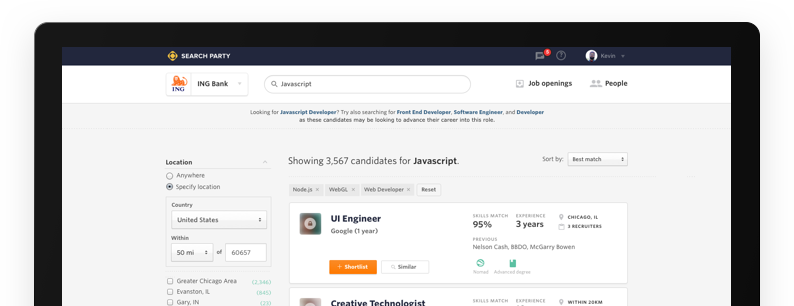 SEARCH PARTY
9
?
Kevin
ING
ING Bank
Javascript
Job openings
People
Looking for Javascript Developer? Try also searching for Front End Developer, Software Engineer, and Developer
as these candidates may be looking to advance their career into this role.
Location
Anywhere
Specify location
Country
United States
Within
50 mi
of
60657
Greater Chicago Area (2,346)
Evanston, IL (845)
Gary, IN (23)
Showing 3,567 candidates for Javascript.
Sort by:
Best match
Node.js ×
WebGL ×
Web Developer ×
Reset
UI Engineer
Google (1 year)
+ Shortlist
Similar
SKILLS MATCH
95%
EXPERIENCE
3 years
CHICAGO, IL
3 RECRUITERS
PREVIOUS
Nelson Cash, BBDO, McGarry Bowen
Nomad
Advanced degree
Creative Technologist
SKILLS MATCH
EXPERIENCE
WITHIN 20KM